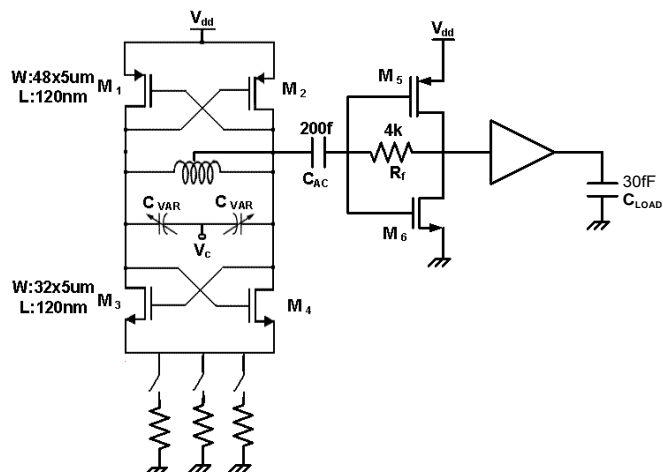 Vdd
W:48x5um
L:120nm
M1
M2
Vdd
M5
200f
4k
CAC
Rf
30fF
CLOAD
M6
CVAR
CVAR
Vc
W:32x5um
L:120nm
M3
M4